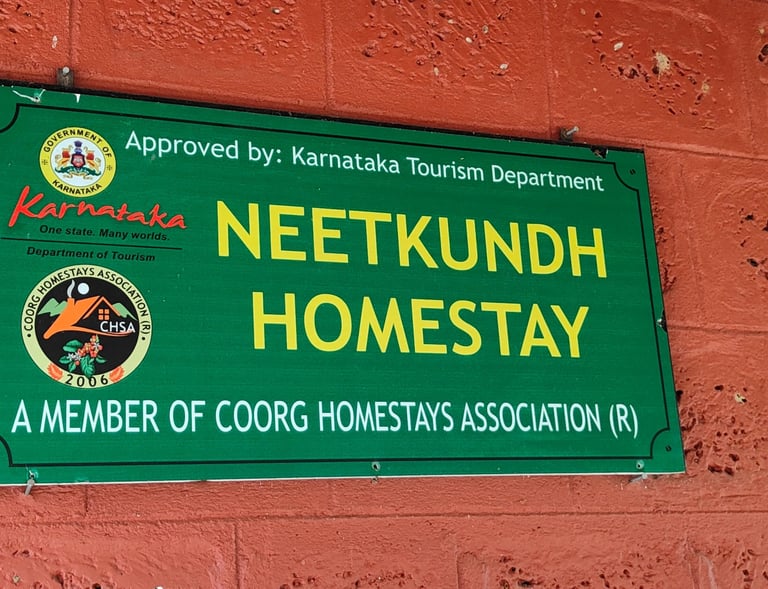 Approved by: Karnataka Tourism Department
GOVERNMENT OF
KARNATAKA
Karnataka
One state. Many worlds.
Department of Tourism
NEETKUNDH
HOMESTAY
COORG HOMESTAYS ASSOCIATION (R)
CHSA
2006
A MEMBER OF COORG HOMESTAYS ASSOCIATION (R)